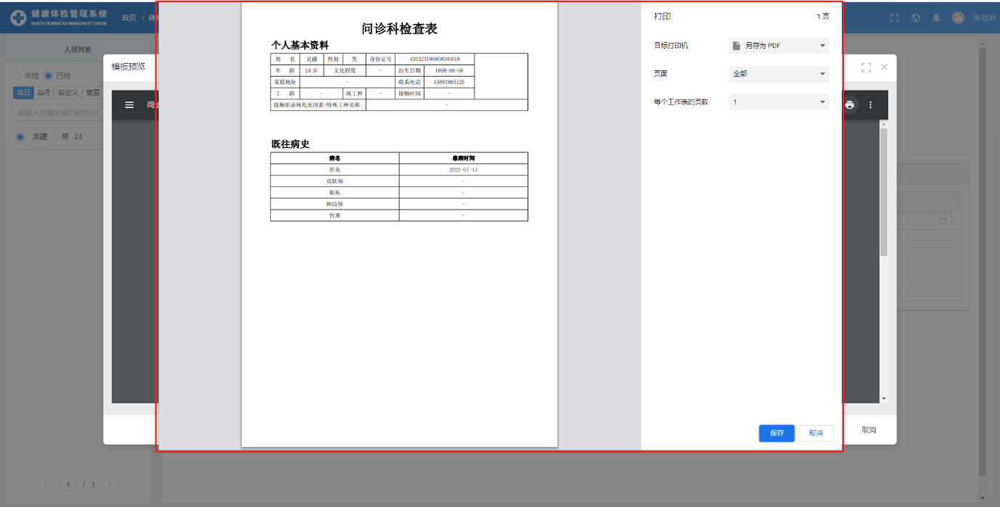 健康体检管理系统
HEALTH EXCMINATION MANAGEMENT SYSTEM
首页 / 体
张佳莉
人员列表
未检 已检
当日 当月 自定义 重置
请输入关键字或扫码查询
吴疆 男 24
< 1 / 1 >
模板预览
取消
问诊科检查表
个人基本资料
姓 名 吴疆 性别 男 身份证号 420323199808060018
年 龄 24 岁 文化程度 - 出生日期 1998-08-06
家庭地址 - 联系电话 15897885125
工 龄 - 现工种 - 接触时间 -
接触职业病危害因素/特殊工种名称: -
既往病史
病名 患病时间
肝炎 2021-01-13
皮肤病 -
眼疾 -
肺结核 -
伤寒 -
打印 1 页
目标打印机 另存为 PDF
页面 全部
每个工作表的页数 1
保存 取消